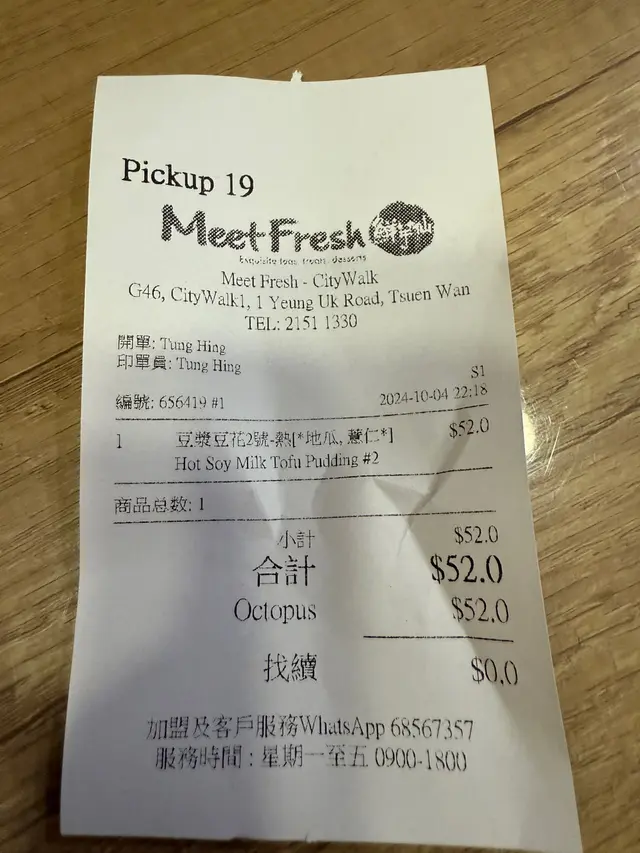 Pickup 19
Meet Fresh 鮮芋仙
Exquisite teas, treats, desserts
Meet Fresh - CityWalk
G46, CityWalk1, 1 Yeung Uk Road, Tsuen Wan
TEL: 2151 1330
開單: Tung Hing
印單員: Tung Hing
S1
編號: 656419 #1 2024-10-04 22:18
1 豆漿豆花2號-熱[*地瓜, 薏仁*] $52.0
Hot Soy Milk Tofu Pudding #2
商品总数: 1
小計 $52.0
合計 $52.0
Octopus $52.0
找續 $0.0
加盟及客戶服務WhatsApp 68567357
服務時間 : 星期一至五 0900-1800